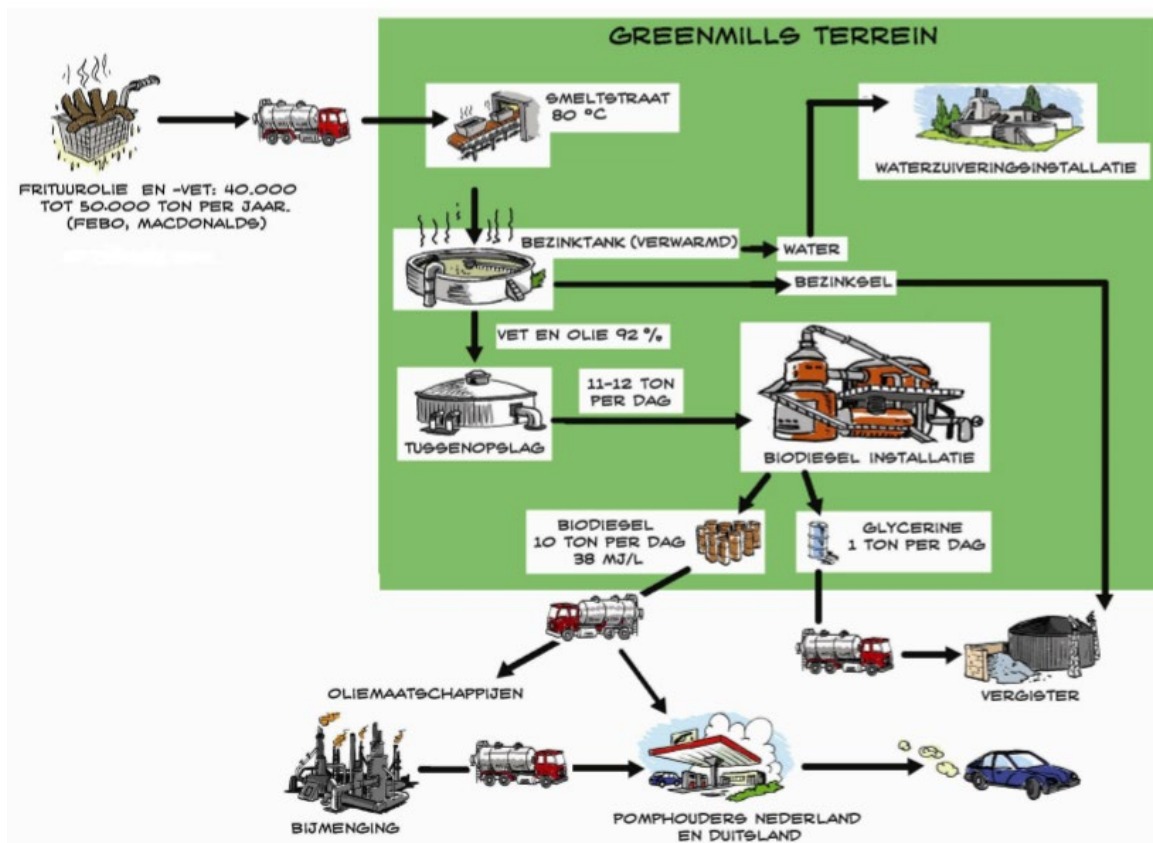 GREENMILLS TERREIN
SMELTSTRAAT
80 °C
WATERZUIVERINGSINSTALLATIE
FRITUUROLIE EN -VET: 40.000
TOT 50.000 TON PER JAAR.
(FEBO, MACDONALDS)
BEZINKTANK (VERWARMD)
WATER
BEZINKSEL
VET EN OLIE 92 %
11-12 TON
PER DAG
TUSSENOPSLAG
BIODIESEL INSTALLATIE
BIODIESEL
10 TON PER DAG
38 MJ/L
GLYCERINE
1 TON PER DAG
VERGISTER
OLIEMAATSCHAPPIJEN
BIJMENGING
POMPHOUDERS NEDERLAND
EN DUITSLAND